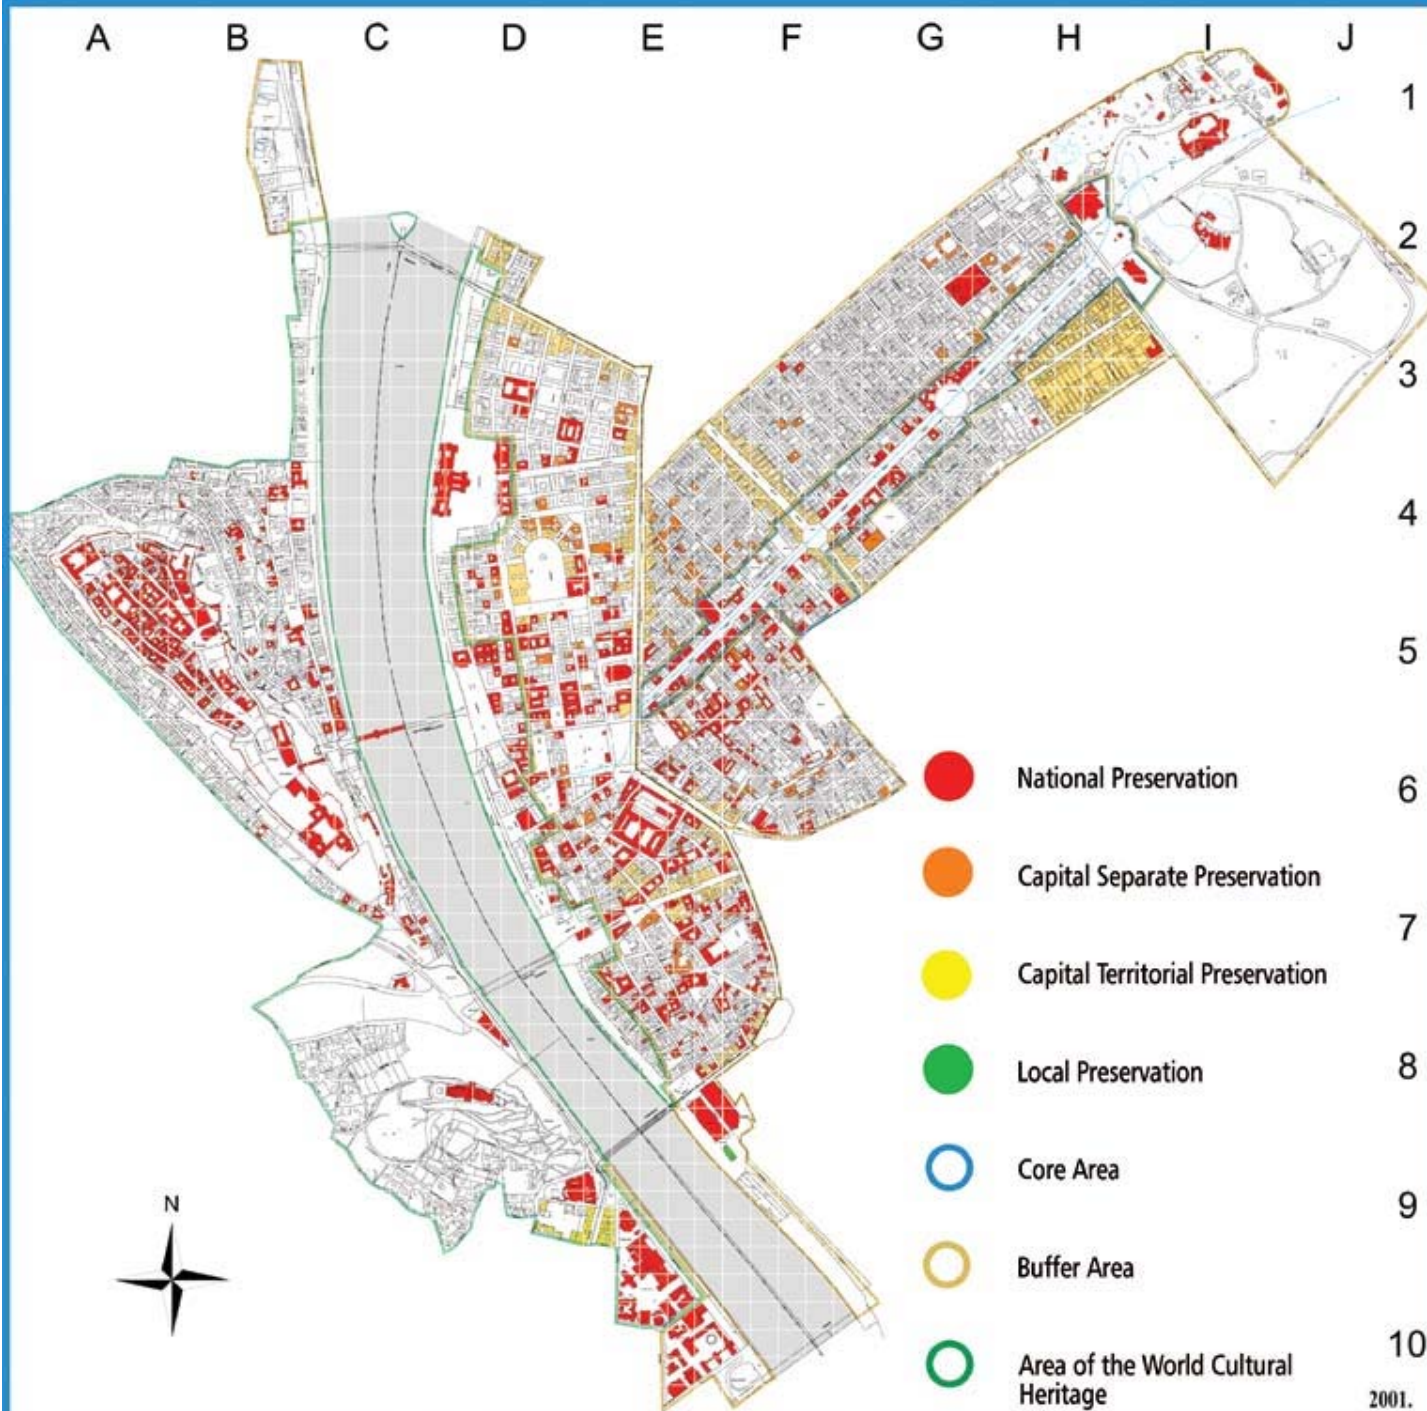 A B C D E F G H I J
1
2
3
4
5
6
7
8
9
10
National Preservation
Capital Separate Preservation
Capital Territorial Preservation
Local Preservation
Core Area
Buffer Area
Area of the World Cultural
Heritage
N
2001.